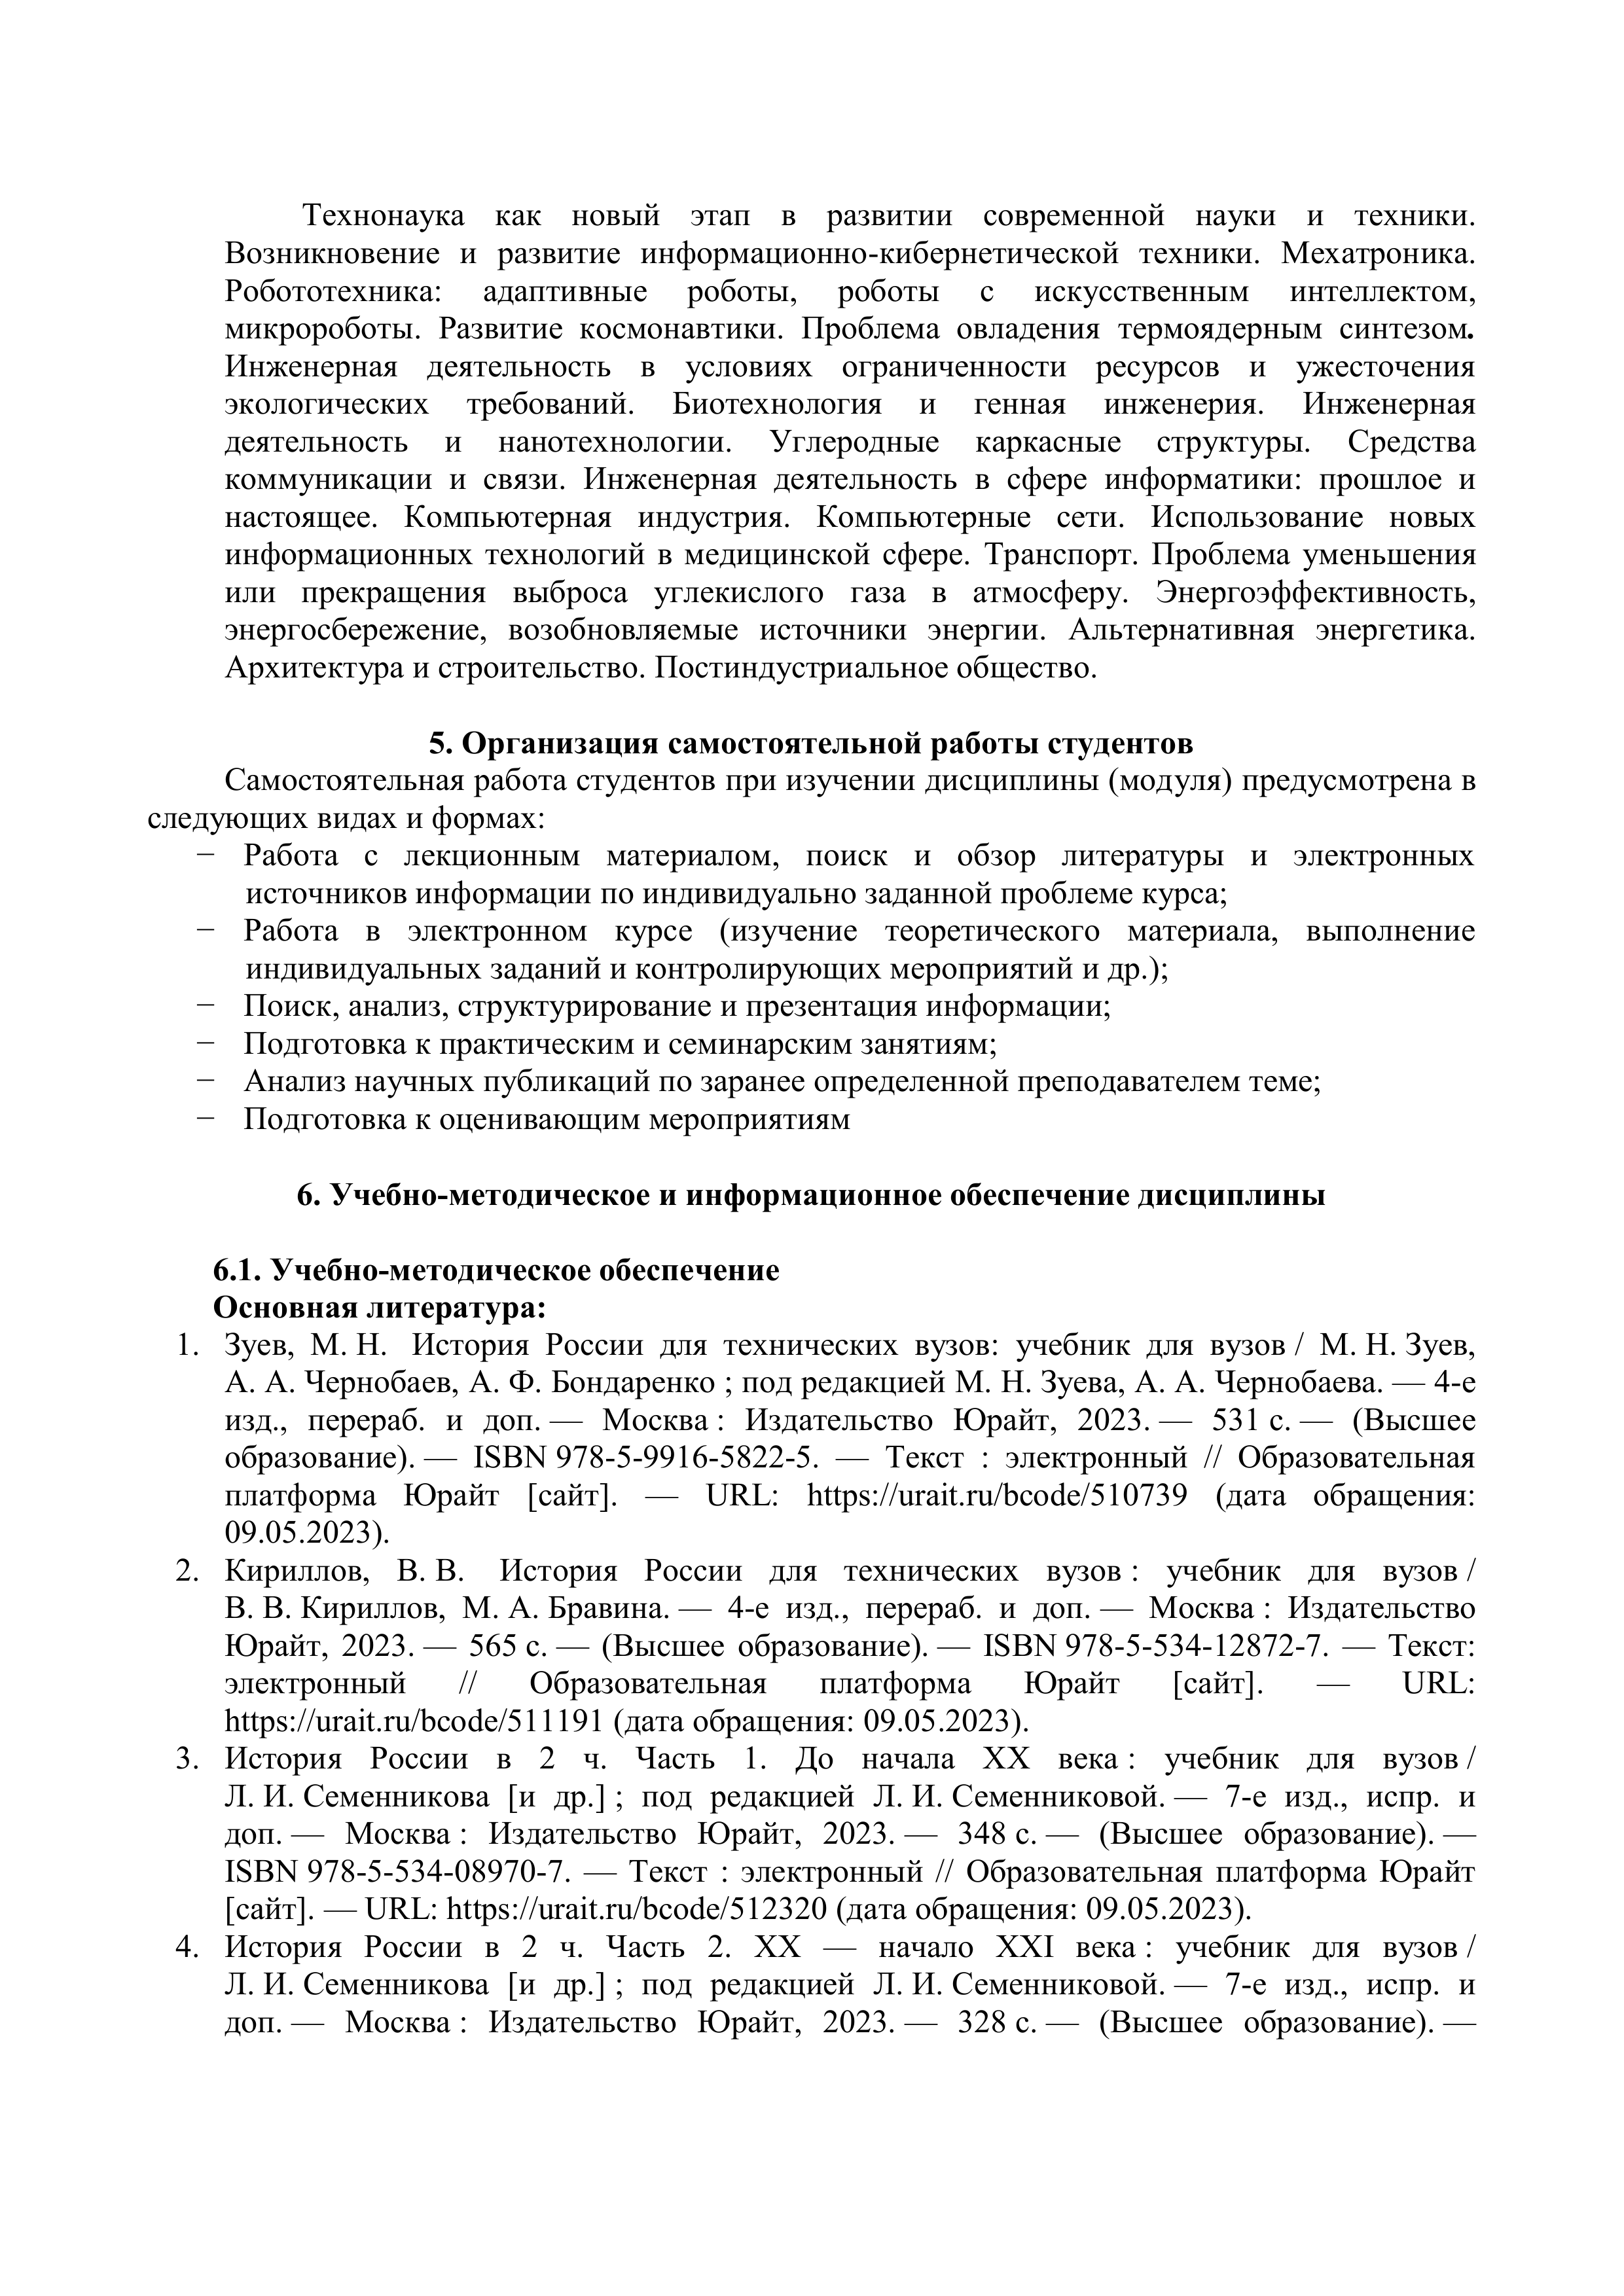 Технонаука как новый этап в развитии современной науки и техники.
Возникновение и развитие информационно-кибернетической техники. Мехатроника.
Робототехника: адаптивные роботы, роботы с искусственным интеллектом,
микророботы. Развитие космонавтики. Проблема овладения термоядерным синтезом.
Инженерная деятельность в условиях ограниченности ресурсов и ужесточения
экологических требований. Биотехнология и генная инженерия. Инженерная
деятельность и нанотехнологии. Углеродные каркасные структуры. Средства
коммуникации и связи. Инженерная деятельность в сфере информатики: прошлое и
настоящее. Компьютерная индустрия. Компьютерные сети. Использование новых
информационных технологий в медицинской сфере. Транспорт. Проблема уменьшения
или прекращения выброса углекислого газа в атмосферу. Энергоэффективность,
энергосбережение, возобновляемые источники энергии. Альтернативная энергетика.
Архитектура и строительство. Постиндустриальное общество.
5. Организация самостоятельной работы студентов
Самостоятельная работа студентов при изучении дисциплины (модуля) предусмотрена в
следующих видах и формах:
− Работа с лекционным материалом, поиск и обзор литературы и электронных
источников информации по индивидуально заданной проблеме курса;
− Работа в электронном курсе (изучение теоретического материала, выполнение
индивидуальных заданий и контролирующих мероприятий и др.);
− Поиск, анализ, структурирование и презентация информации;
− Подготовка к практическим и семинарским занятиям;
− Анализ научных публикаций по заранее определенной преподавателем теме;
− Подготовка к оценивающим мероприятиям
6. Учебно-методическое и информационное обеспечение дисциплины
6.1. Учебно-методическое обеспечение
Основная литература:
1. Зуев, М. Н. История России для технических вузов: учебник для вузов / М. Н. Зуев,
А. А. Чернобаев, А. Ф. Бондаренко ; под редакцией М. Н. Зуева, А. А. Чернобаева. — 4-е
изд., перераб. и доп. — Москва : Издательство Юрайт, 2023. — 531 с. — (Высшее
образование). — ISBN 978-5-9916-5822-5. — Текст : электронный // Образовательная
платформа Юрайт [сайт]. — URL: https://urait.ru/bcode/510739 (дата обращения:
09.05.2023).
2. Кириллов, В. В. История России для технических вузов : учебник для вузов /
В. В. Кириллов, М. А. Бравина. — 4-е изд., перераб. и доп. — Москва : Издательство
Юрайт, 2023. — 565 с. — (Высшее образование). — ISBN 978-5-534-12872-7. — Текст:
электронный // Образовательная платформа Юрайт [сайт]. — URL:
https://urait.ru/bcode/511191 (дата обращения: 09.05.2023).
3. История России в 2 ч. Часть 1. До начала XX века : учебник для вузов /
Л. И. Семенникова [и др.] ; под редакцией Л. И. Семенниковой. — 7-е изд., испр. и
доп. — Москва : Издательство Юрайт, 2023. — 348 с. — (Высшее образование). —
ISBN 978-5-534-08970-7. — Текст : электронный // Образовательная платформа Юрайт
[сайт]. — URL: https://urait.ru/bcode/512320 (дата обращения: 09.05.2023).
4. История России в 2 ч. Часть 2. XX — начало XXI века : учебник для вузов /
Л. И. Семенникова [и др.] ; под редакцией Л. И. Семенниковой. — 7-е изд., испр. и
доп. — Москва : Издательство Юрайт, 2023. — 328 с. — (Высшее образование). —